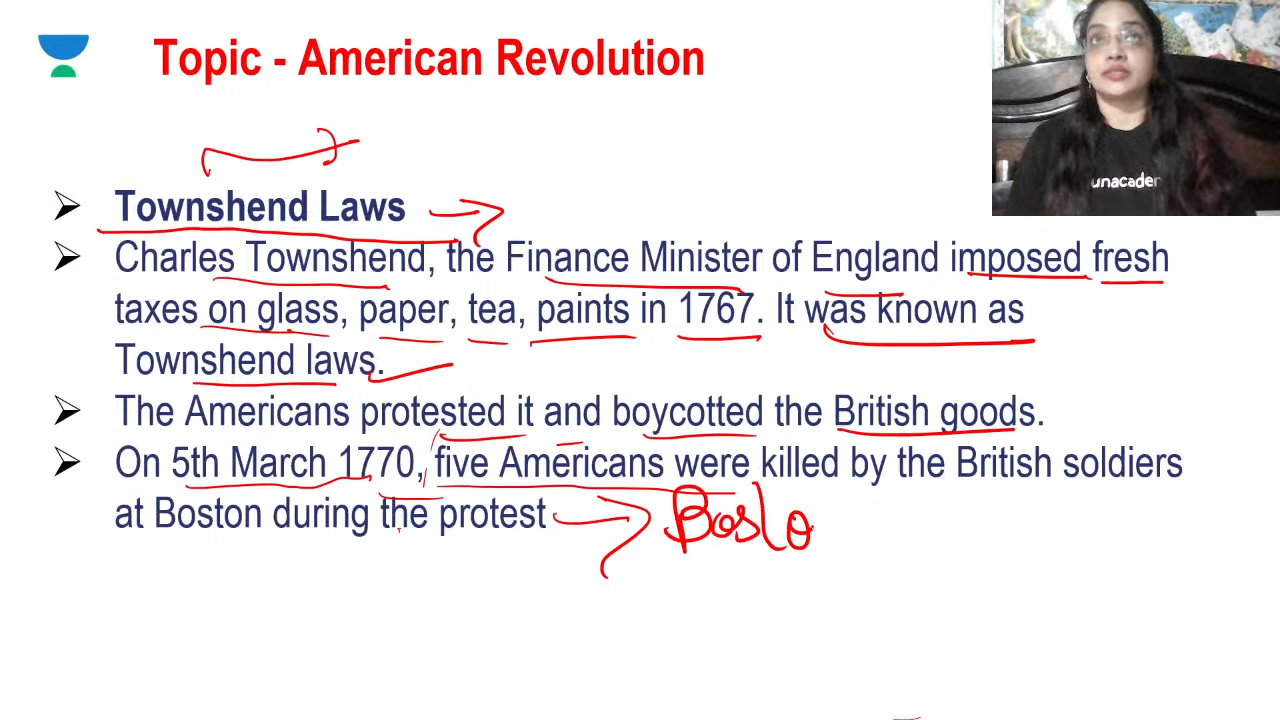 Topic - American Revolution
unacader
Townshend Laws
Charles Townshend, the Finance Minister of England imposed fresh
taxes on glass, paper, tea, paints in 1767. It was known as
Townshend laws.
The Americans protested it and boycotted the British goods.
On 5th March 1770, five Americans were killed by the British soldiers
at Boston during the protest
Bosto